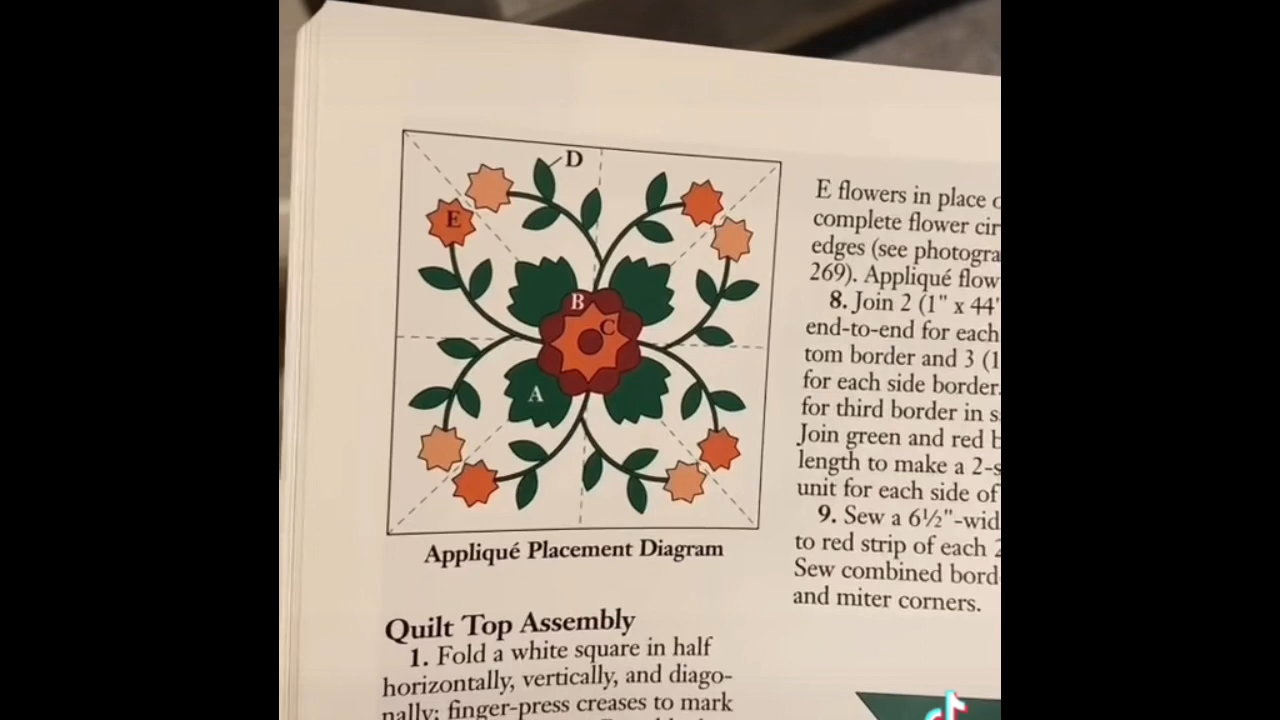 D
E
B
C
A
Appliqué Placement Diagram
Quilt Top Assembly
1. Fold a white square in half
horizontally, vertically, and diago-
nally; finger-press creases to mark
E flowers in place
complete flower
edges (see
269). Appliqué
8. Join 2 (1" x 44"
end-to-end for each
tom border and 3
for each side border.
for third border in
Join green and red
length to make a
unit for each side of
9. Sew a 6½"-wid
to red strip of each
Sew combined
and miter corners.